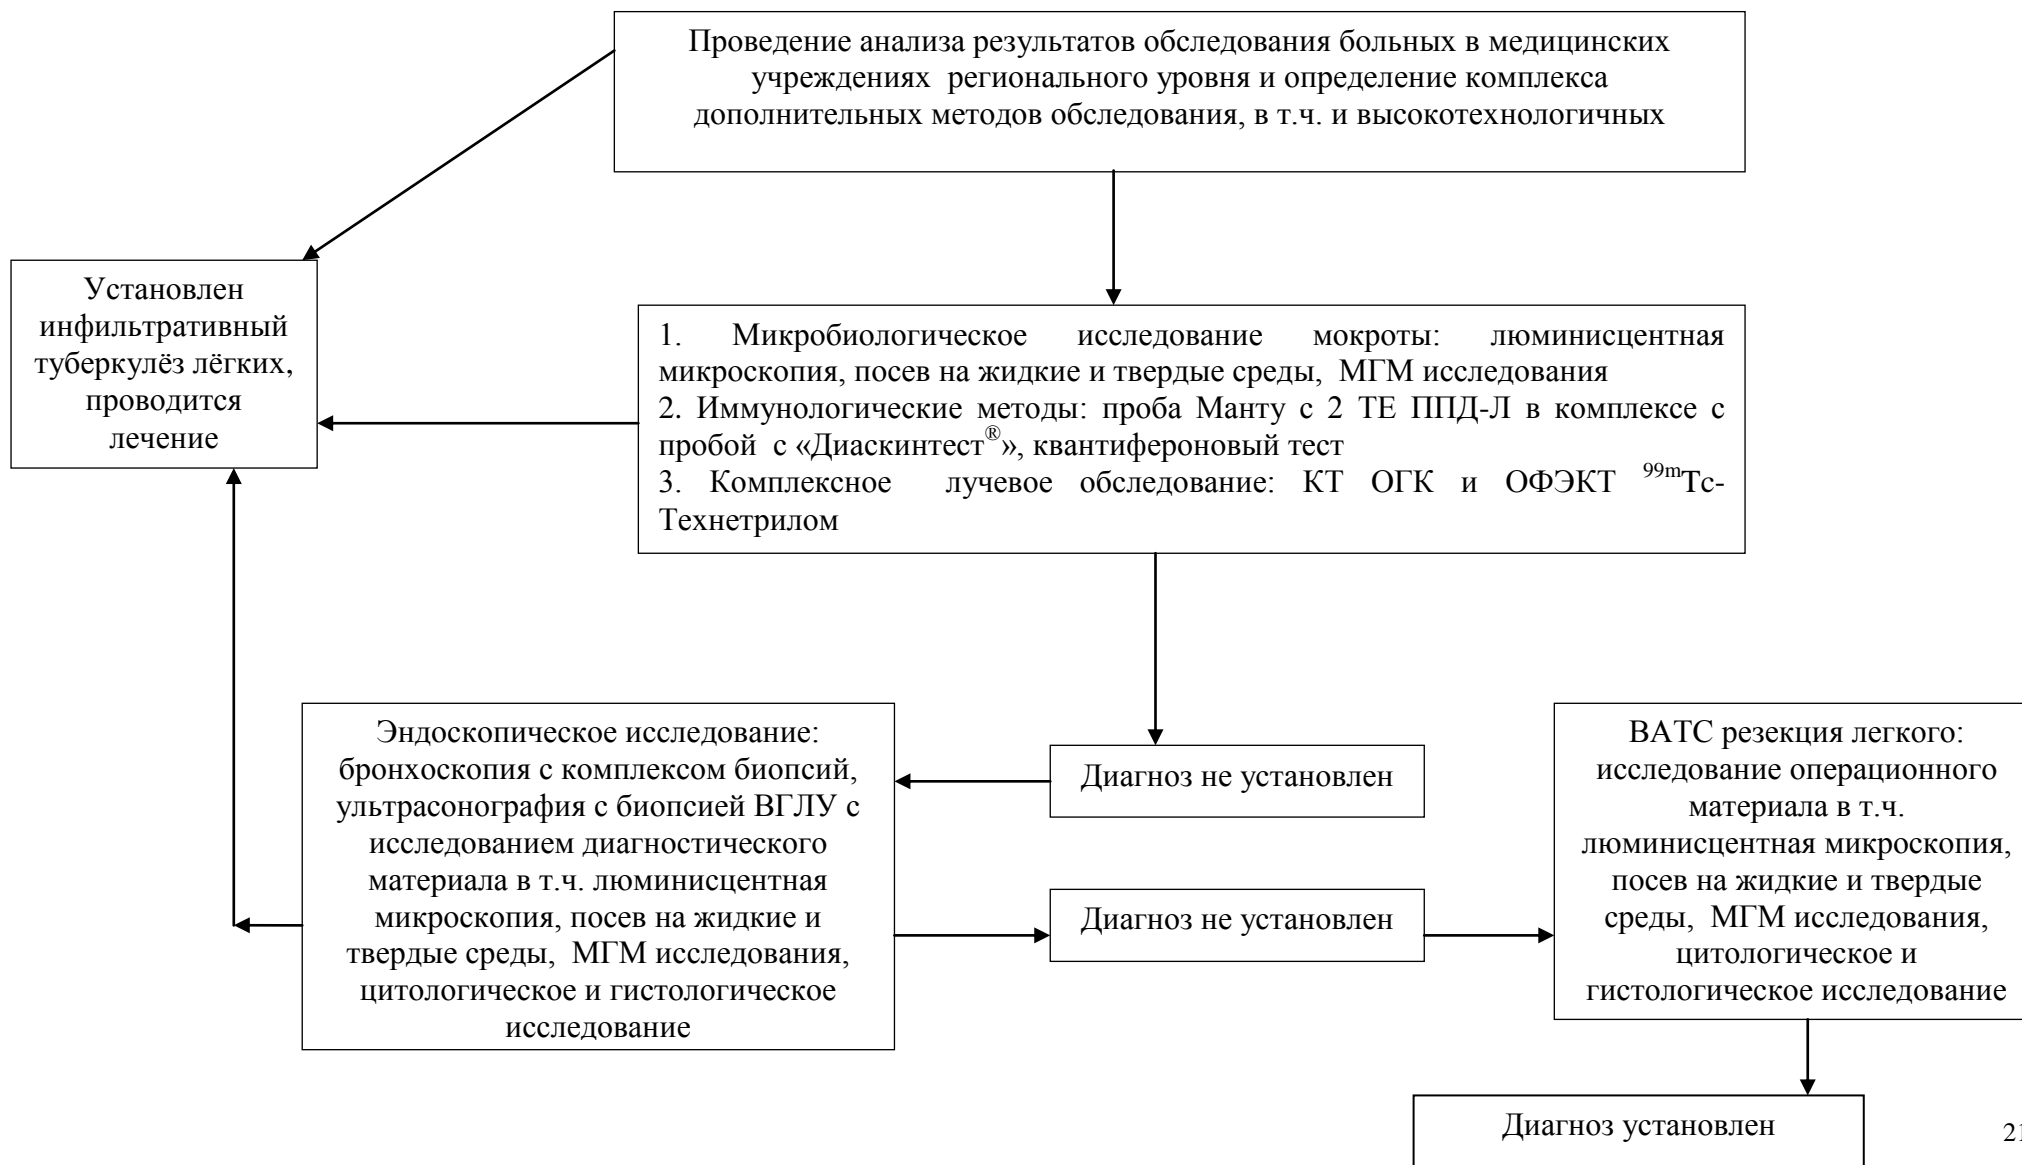 Проведение анализа результатов обследования больных в медицинских
учреждениях регионального уровня и определение комплекса
дополнительных методов обследования, в т.ч. и высокотехнологичных
Установлен
инфильтративный
туберкулёз лёгких,
проводится
лечение
1. Микробиологическое исследование мокроты: люминисцентная
микроскопия, посев на жидкие и твердые среды, МГМ исследования
2. Иммунологические методы: проба Манту с 2 ТЕ ППД-Л в комплексе с
пробой с «Диаскинтест®», квантифероновый тест
3. Комплексное лучевое обследование: КТ ОГК и ОФЭКТ 99mТс-
Технетрилом
Эндоскопическое исследование:
бронхоскопия с комплексом биопсий,
ультрасонография с биопсией ВГЛУ с
исследованием диагностического
материала в т.ч. люминисцентная
микроскопия, посев на жидкие и
твердые среды, МГМ исследования,
цитологическое и гистологическое
исследование
Диагноз не установлен
Диагноз не установлен
ВАТС резекция легкого:
исследование операционного
материала в т.ч.
люминисцентная микроскопия,
посев на жидкие и твердые
среды, МГМ исследования,
цитологическое и
гистологическое исследование
Диагноз установлен
21